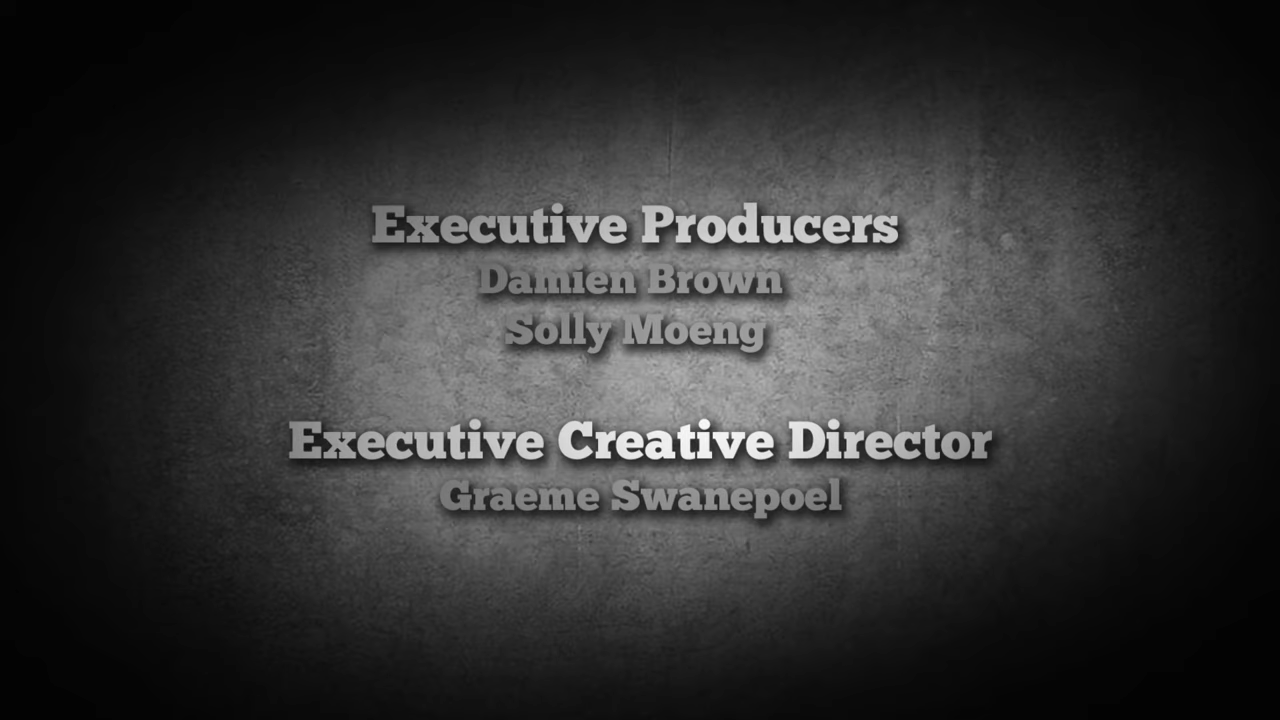 Executive Producers
Damien Brown
Solly Moeng
Executive Creative Director
Graeme Swanepoel